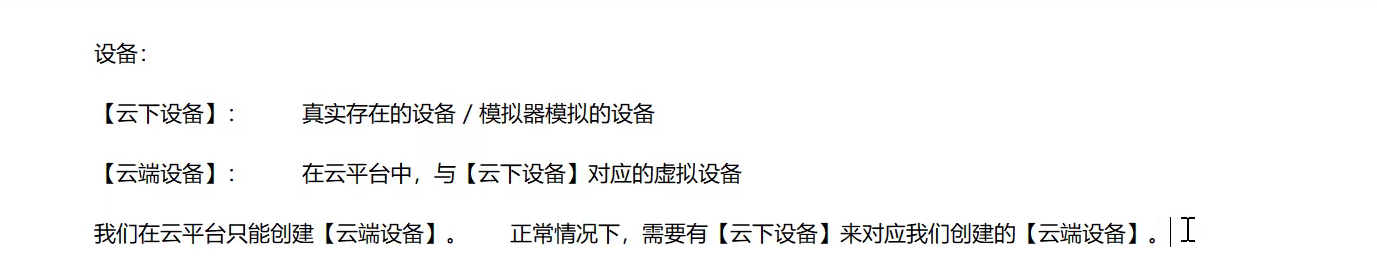 设备：
【云下设备】： 真实存在的设备 / 模拟器模拟的设备
【云端设备】： 在云平台中，与【云下设备】对应的虚拟设备
我们在云平台只能创建【云端设备】。 正常情况下，需要有【云下设备】来对应我们创建的【云端设备】。